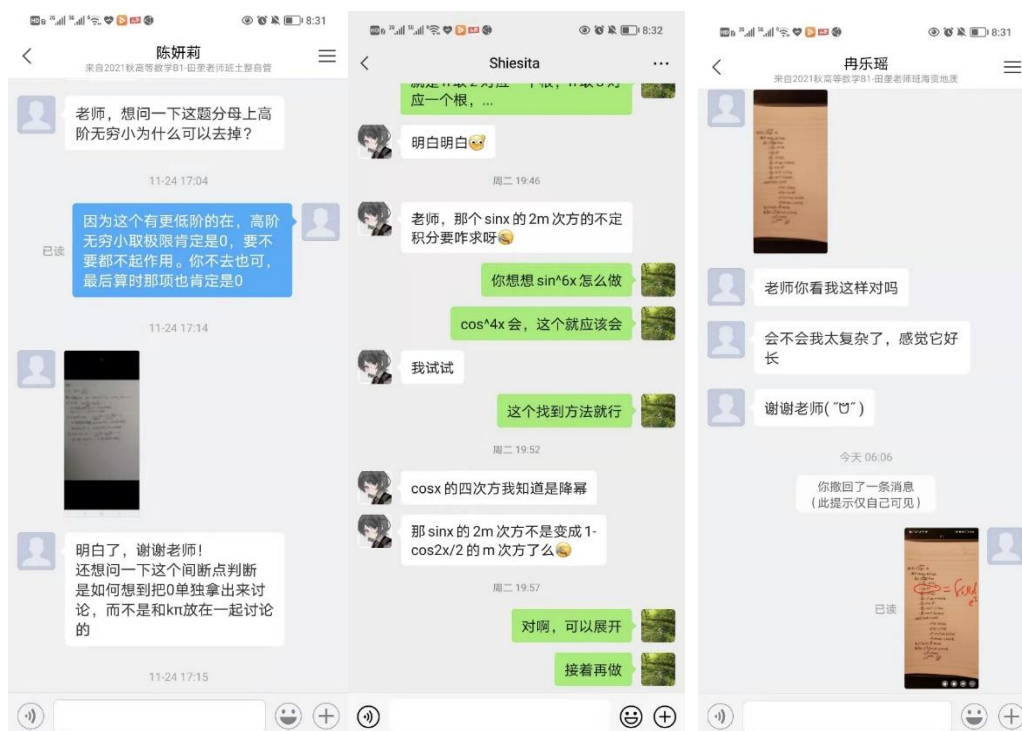 8:31
陈妍莉
来自2021秋高等数学B1-田垄老师班土整自管
老师，想问一下这题分母上高
阶无穷小为什么可以去掉？
11-24 17:04
因为这个有更低阶的在，高阶
无穷小取极限肯定是0，要不
要都不起作用。你不去也可，
最后算时那项也肯定是0
已读
11-24 17:14
明白了，谢谢老师！
还想问一下这个间断点判断
是如何想到把0单独拿出来讨
论，而不是和kπ放在一起讨论
的
11-24 17:15
8:32
Shiesita
应一个根，...
明白明白
周二 19:46
老师，那个sinx的2m次方的不定
积分要咋求呀
你想想sin^6x怎么做
cos^4x会，这个就应该会
我试试
这个找到方法就行
周二 19:52
cosx的四次方我知道是降幂
那sinx的2m次方不是变成1-
cos2x/2的m次方了么
周二 19:57
对啊，可以展开
接着再做
8:31
冉乐瑶
来自2021秋高等数学B1-田垄老师班海资地质
老师你看我这样对吗
会不会我太复杂了，感觉它好
长
谢谢老师(˝ᗢ˝)
今天 06:06
你撤回了一条消息
（此提示仅自己可见）
已读